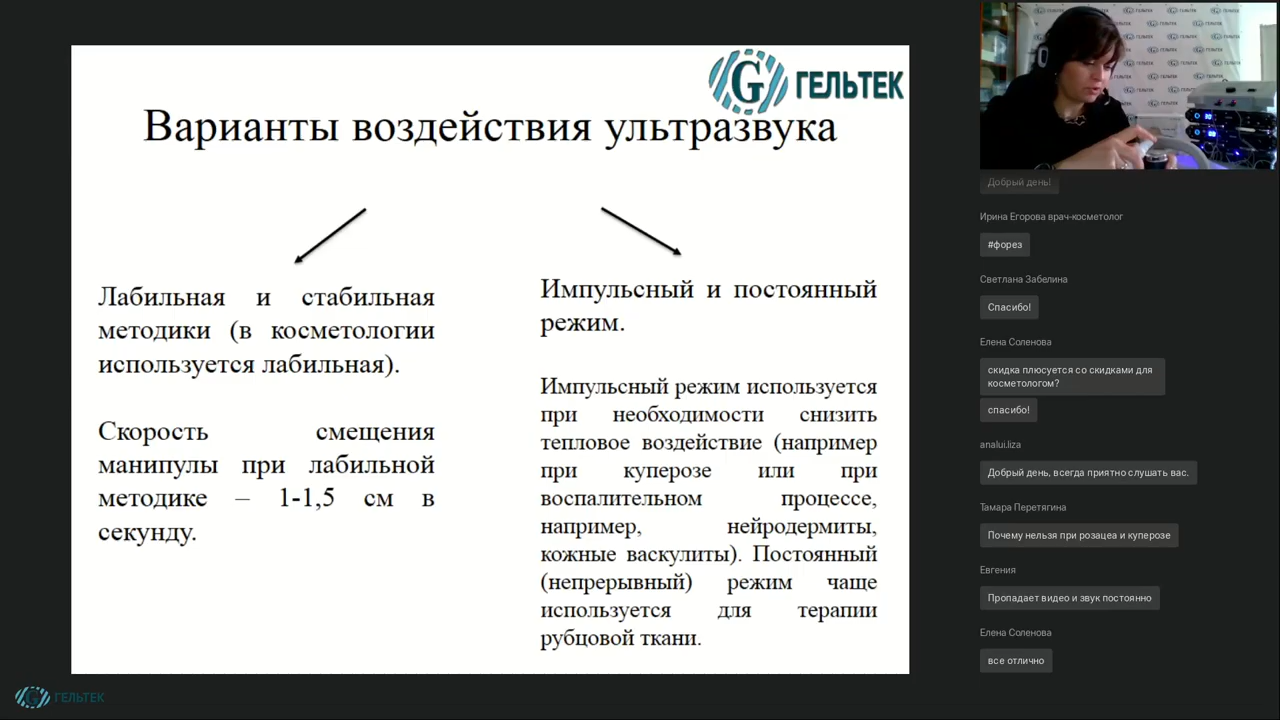 ГЕЛЬТЕК
Варианты воздействия ультразвука
Лабильная и стабильная
методики (в косметологии
используется лабильная).
Скорость смещения
манипулы при лабильной
методике – 1-1,5 см в
секунду.
Импульсный и постоянный
режим.
Импульсный режим используется
при необходимости снизить
тепловое воздействие (например
при куперозе или при
воспалительном процессе,
например, нейродермиты,
кожные васкулиты). Постоянный
(непрерывный) режим чаще
используется для терапии
рубцовой ткани.
ГЕЛЬТЕК
Добрый день!
Ирина Егорова врач-косметолог
#форез
Светлана Забелина
Спасибо!
Елена Соленова
скидка плюсуется со скидками для
косметологом?
спасибо!
analui.liza
Добрый день, всегда приятно слушать вас.
Тамара Перетягина
Почему нельзя при розацеа и куперозе
Евгения
Пропадает видео и звук постоянно
Елена Соленова
все отлично